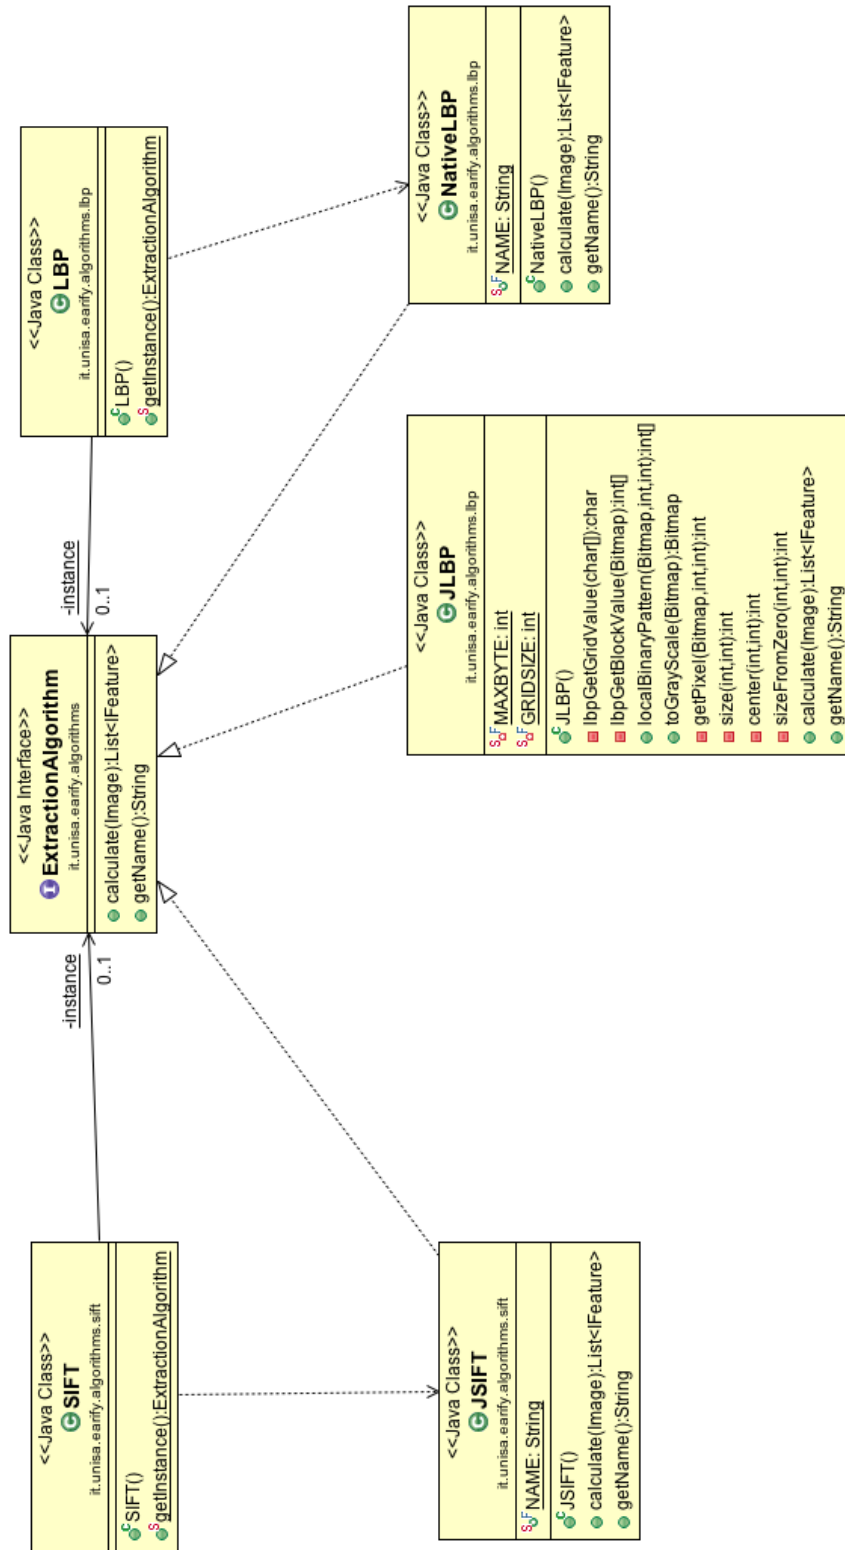 <<Java Class>>
SIFT
it.unisa.earify.algorithms.sift
SIFT()
getInstance():ExtractionAlgorithm
-instance
0..1
<<Java Interface>>
ExtractionAlgorithm
it.unisa.earify.algorithms
calculate(Image):List<IFeature>
getName():String
-instance
0..1
<<Java Class>>
LBP
it.unisa.earify.algorithms.lbp
LBP()
getInstance():ExtractionAlgorithm
<<Java Class>>
JSIFT
it.unisa.earify.algorithms.sift
NAME: String
JSIFT()
calculate(Image):List<IFeature>
getName():String
<<Java Class>>
JLBP
it.unisa.earify.algorithms.lbp
MAXBYTE: int
GRIDSIZE: int
JLBP()
lbpGetGridValue(char[]):char
lbpGetBlockValue(Bitmap):int[]
localBinaryPattern(Bitmap,int,int):int[]
toGrayScale(Bitmap):Bitmap
getPixel(Bitmap,int,int):int
size(int,int):int
center(int,int):int
sizeFromZero(int,int):int
calculate(Image):List<IFeature>
getName():String
<<Java Class>>
NativeLBP
it.unisa.earify.algorithms.lbp
NAME: String
NativeLBP()
calculate(Image):List<IFeature>
getName():String